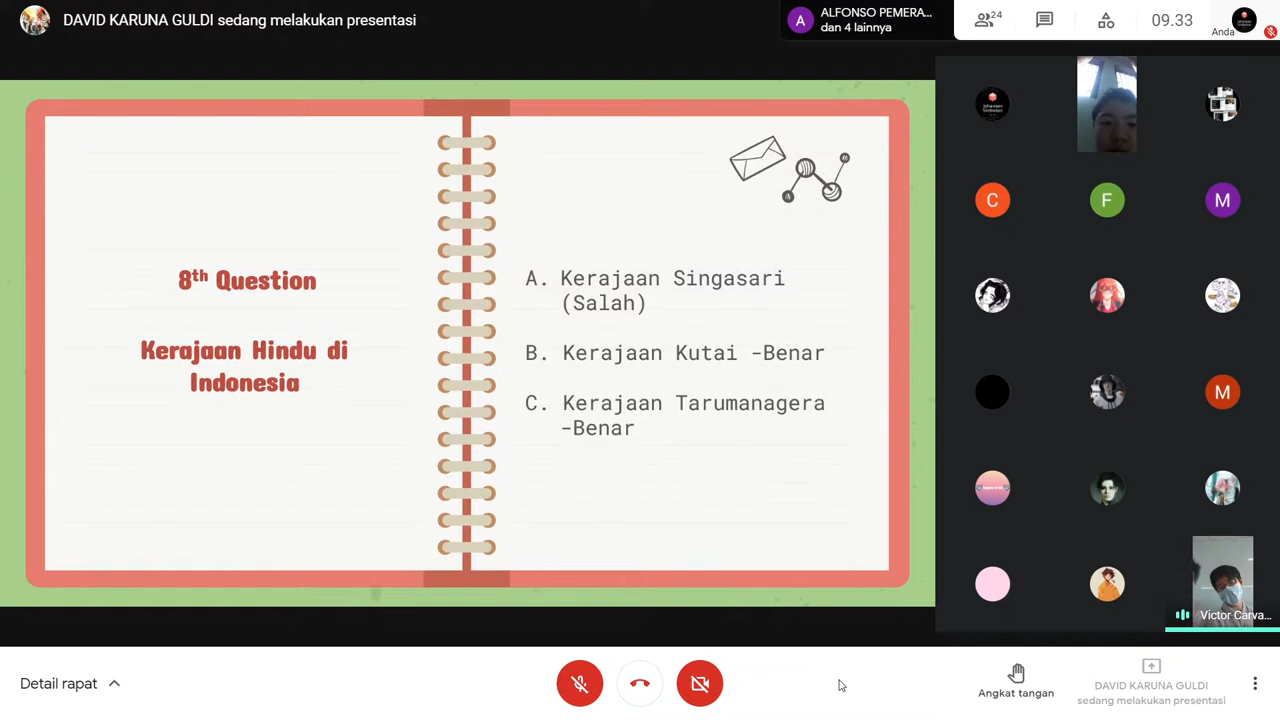 DAVID KARUNA GULDI sedang melakukan presentasi
A
ALFONSO PEMERA...
dan 4 lainnya
24
09.33
Anda
8th Question
Kerajaan Hindu di
Indonesia
A. Kerajaan Singasari
(Salah)
B. Kerajaan Kutai -Benar
C. Kerajaan Tarumanagera
-Benar
C
F
M
M
Victor Carva...
Detail rapat
Angkat tangan
DAVID KARUNA GULDI
sedang melakukan presentasi